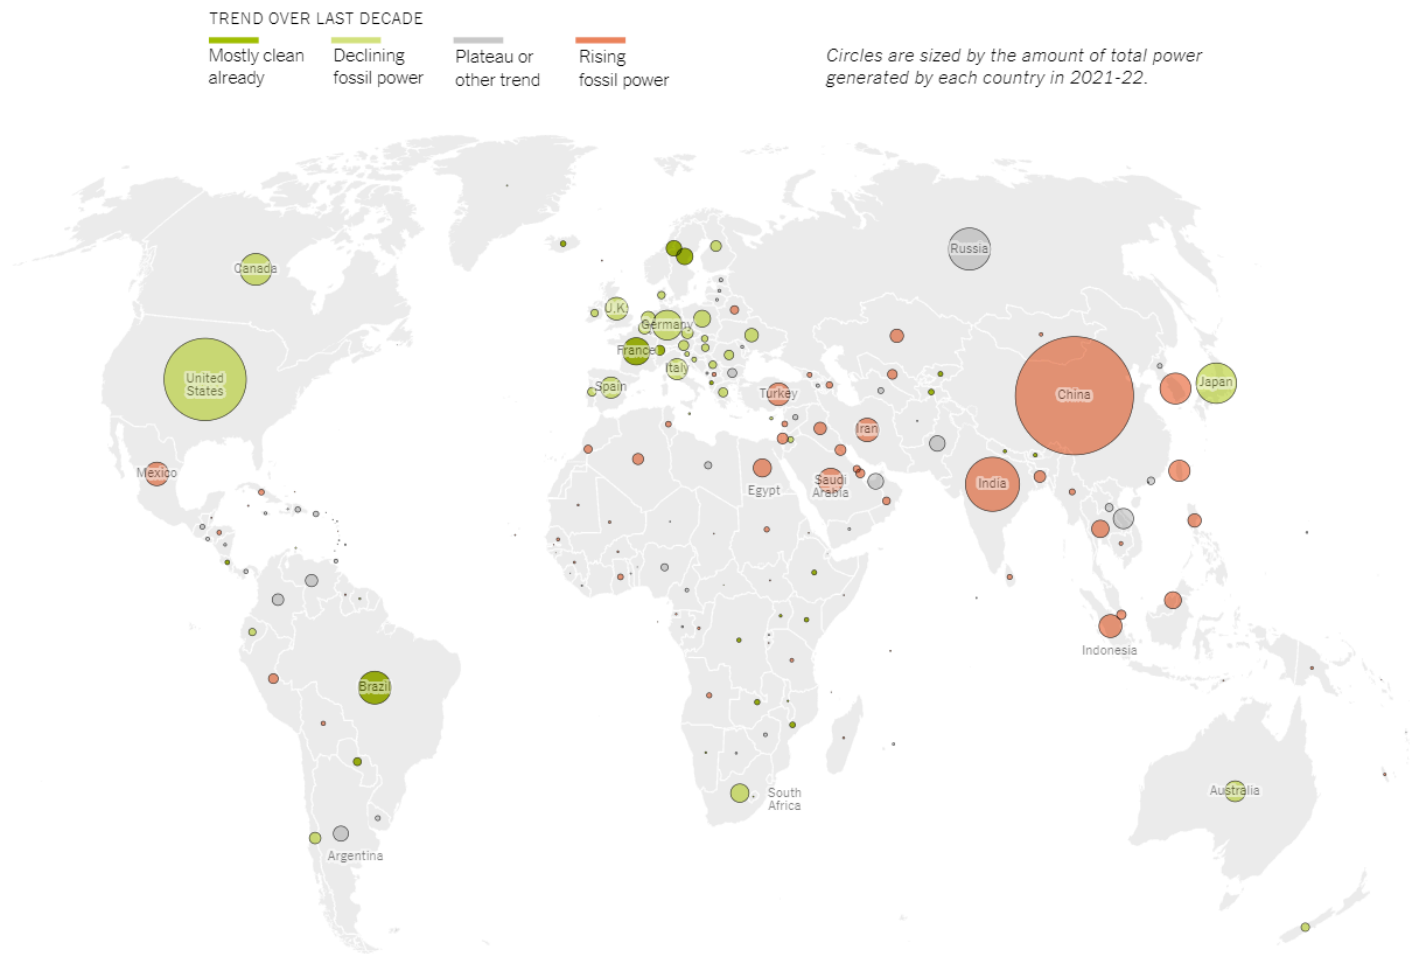 TREND OVER LAST DECADE
Mostly clean
already
Declining
fossil power
Plateau or
other trend
Rising
fossil power
Circles are sized by the amount of total power
generated by each country in 2021-22.
Russia
Canada
U.K.
Germany
France
Italy
Spain
United
States
Japan
China
Turkey
Iran
Mexico
India
Saudi
Arabia
Egypt
Indonesia
Brazil
Australia
South
Africa
Argentina